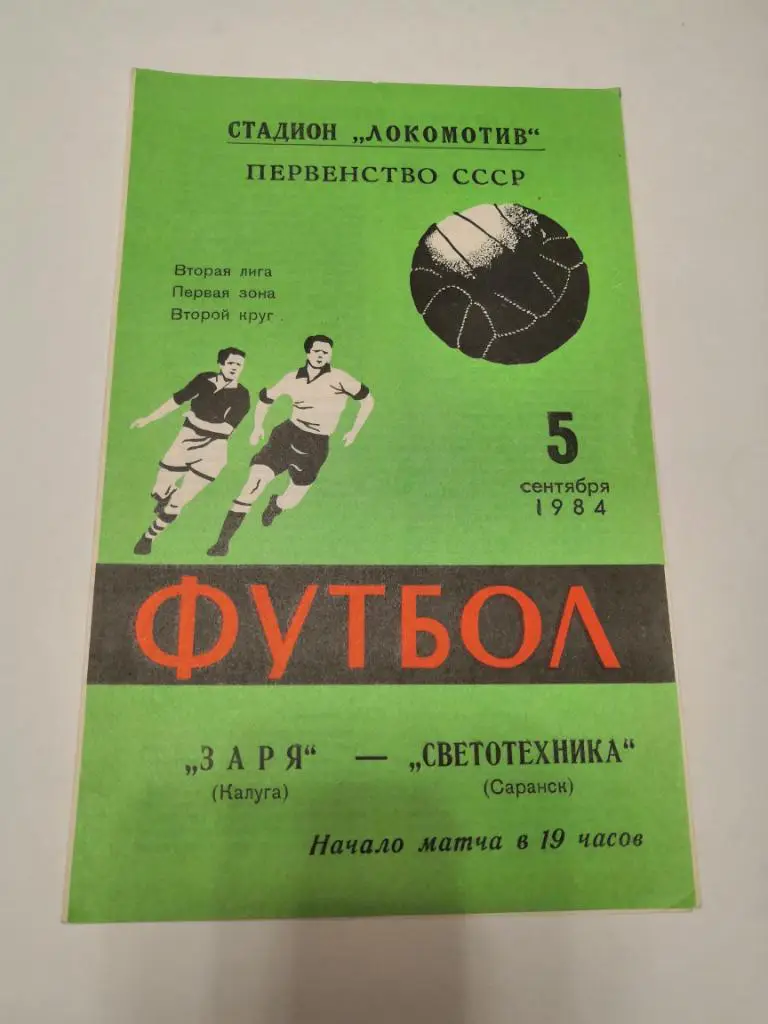 СТАДИОН „ЛОКОМОТИВ“
ПЕРВЕНСТВО СССР
Вторая лига
Первая зона
Второй круг
5
сентября
1984
ФУТБОЛ
„ЗАРЯ“ — „СВЕТОТЕХНИКА“
(Калуга) (Саранск)
Начало матча в 19 часов